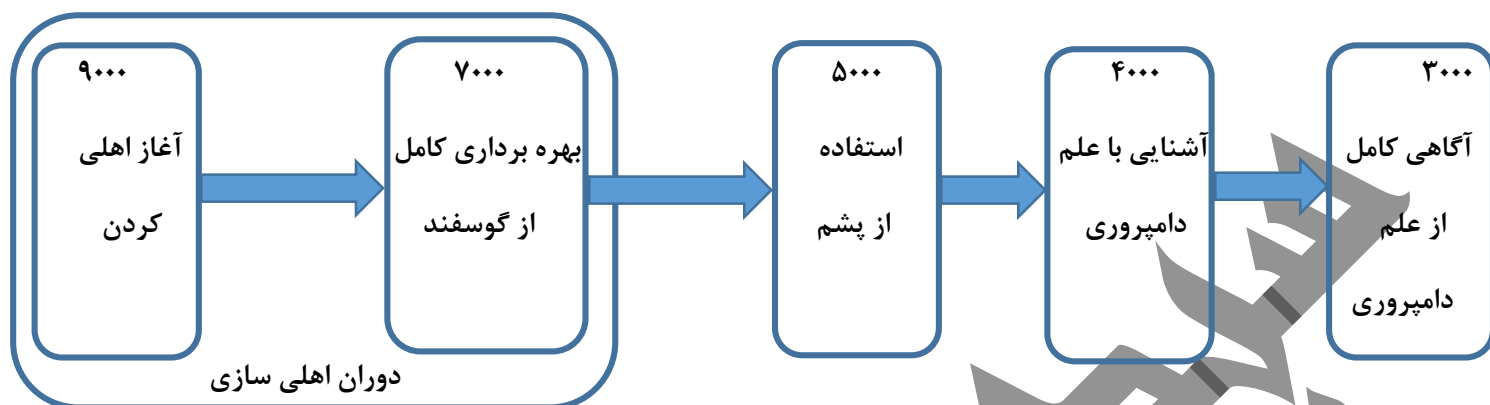 ۹۰۰۰
آغاز اهلی
کردن
۷۰۰۰
بهره برداری کامل
از گوسفند
دوران اهلی سازی
۵۰۰۰
استفاده
از پشم
۴۰۰۰
آشنایی با علم
دامپروری
۳۰۰۰
آگاهی کامل
از علم
دامپروری